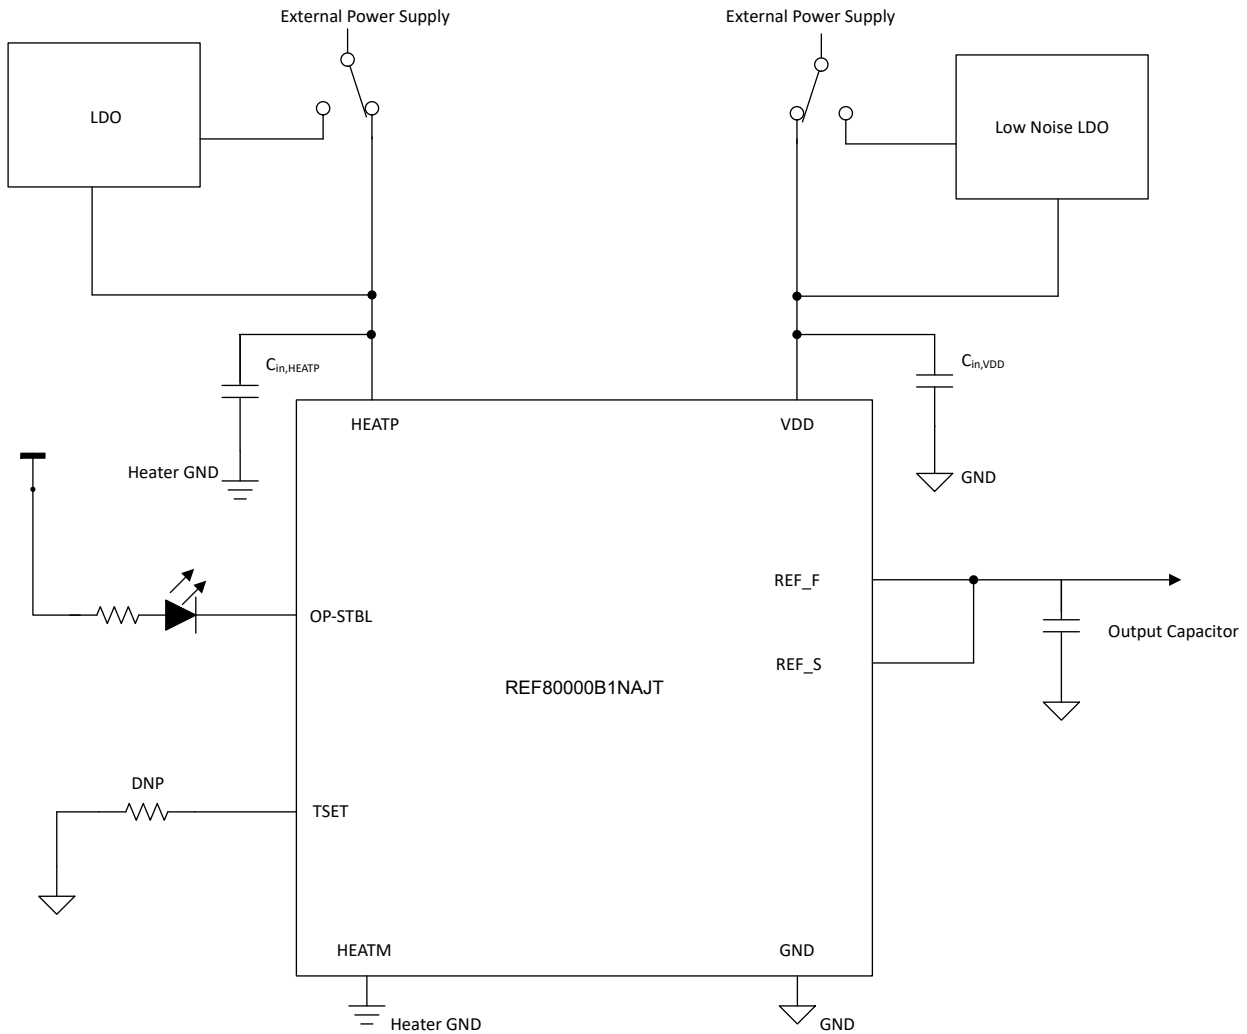 External Power Supply
External Power Supply
LDO
Low Noise LDO
Cin,HEATP
Cin,VDD
HEATP
VDD
Heater GND
GND
REF_F
OP-STBL
Output Capacitor
REF_S
REF80000B1NAJT
DNP
TSET
HEATM
GND
Heater GND
GND